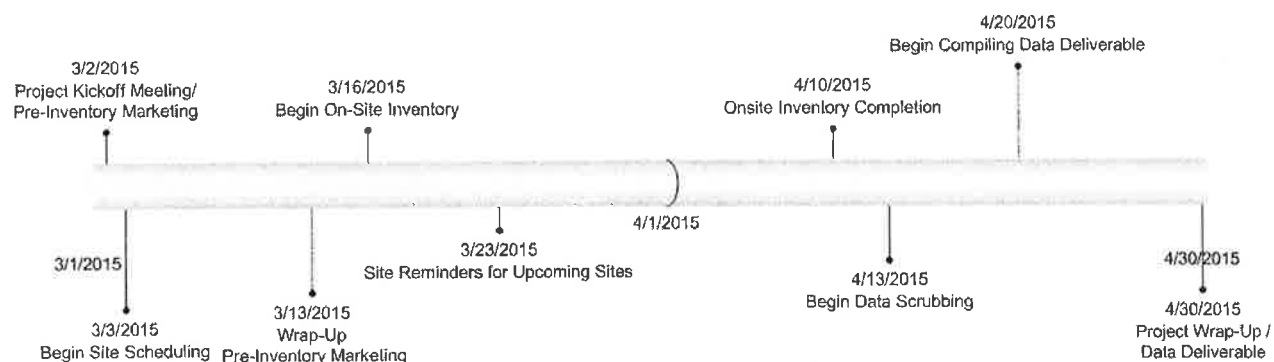 4/20/2015
Begin Compiling Data Deliverable
3/2/2015
Project Kickoff Meeting/
Pre-Inventory Marketing
3/16/2015
Begin On-Site Inventory
4/10/2015
Onsite Inventory Completion
4/1/2015
3/1/2015
3/23/2015
Site Reminders for Upcoming Sites
4/30/2015
4/13/2015
Begin Data Scrubbing
3/3/2015
Begin Site Scheduling
3/13/2015
Wrap-Up
Pre-Inventory Marketing
4/30/2015
Project Wrap-Up /
Data Deliverable